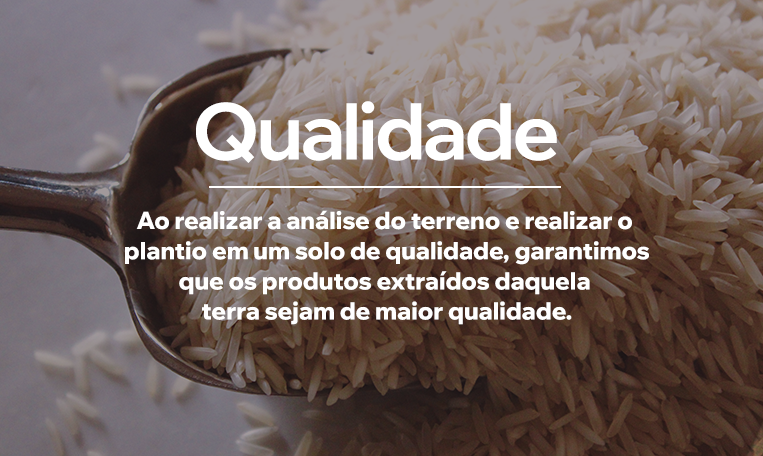 Qualidade
Ao realizar a análise do terreno e realizar o
plantio em um solo de qualidade, garantimos
que os produtos extraídos daquela
terra sejam de maior qualidade.